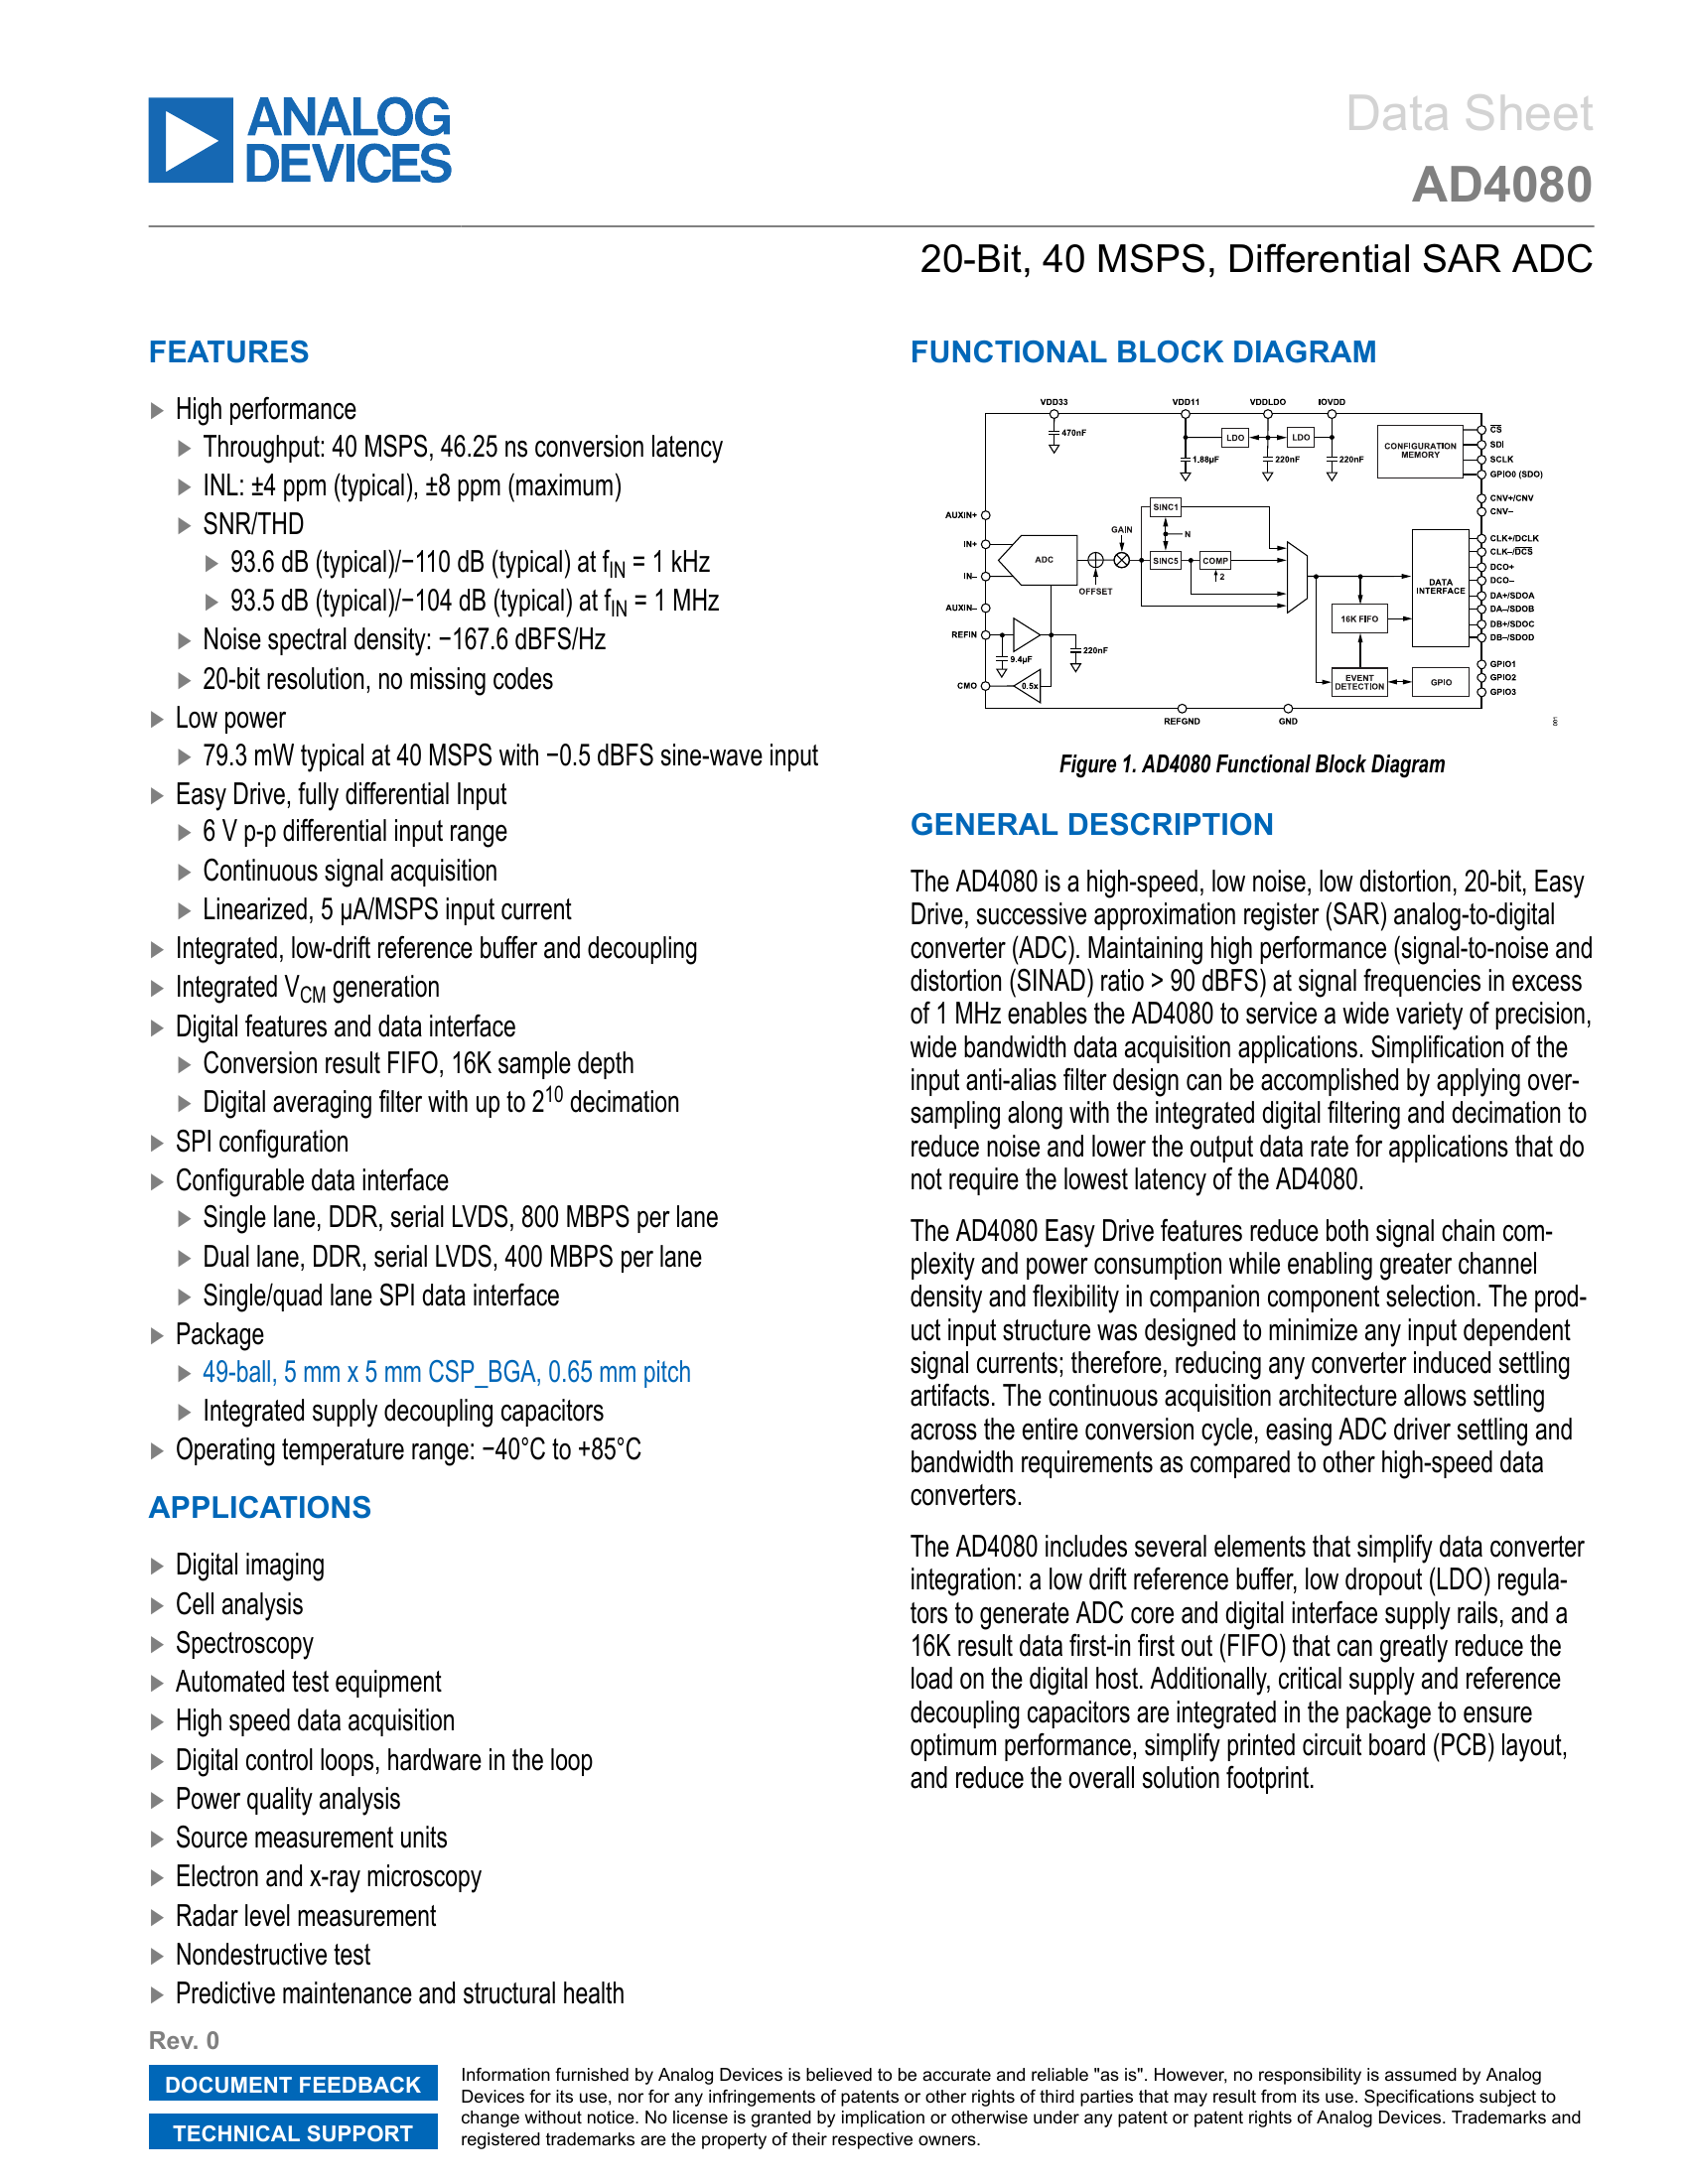 ANALOG
DEVICES
Data Sheet
AD4080
20-Bit, 40 MSPS, Differential SAR ADC
FEATURES
High performance
Throughput: 40 MSPS, 46.25 ns conversion latency
INL: ±4 ppm (typical), ±8 ppm (maximum)
SNR/THD
93.6 dB (typical)/−110 dB (typical) at fIN = 1 kHz
93.5 dB (typical)/−104 dB (typical) at fIN = 1 MHz
Noise spectral density: −167.6 dBFS/Hz
20-bit resolution, no missing codes
Low power
79.3 mW typical at 40 MSPS with −0.5 dBFS sine-wave input
Easy Drive, fully differential Input
6 V p-p differential input range
Continuous signal acquisition
Linearized, 5 μA/MSPS input current
Integrated, low-drift reference buffer and decoupling
Integrated VCM generation
Digital features and data interface
Conversion result FIFO, 16K sample depth
Digital averaging filter with up to 2^10 decimation
SPI configuration
Configurable data interface
Single lane, DDR, serial LVDS, 800 MBPS per lane
Dual lane, DDR, serial LVDS, 400 MBPS per lane
Single/quad lane SPI data interface
Package
49-ball, 5 mm x 5 mm CSP_BGA, 0.65 mm pitch
Integrated supply decoupling capacitors
Operating temperature range: −40°C to +85°C
APPLICATIONS
Digital imaging
Cell analysis
Spectroscopy
Automated test equipment
High speed data acquisition
Digital control loops, hardware in the loop
Power quality analysis
Source measurement units
Electron and x-ray microscopy
Radar level measurement
Nondestructive test
Predictive maintenance and structural health
FUNCTIONAL BLOCK DIAGRAM
VDD33
VDD11
VDDLDO
IOVDD
470nF
LDO
LDO
1.88μF
220nF
220nF
CONFIGURATION
MEMORY
CS
SDI
SCLK
GPIO0 (SDO)
CNV+/CNV
CNV–
AUXIN+
IN+
IN–
AUXIN–
REFIN
CMO
ADC
OFFSET
GAIN
SINC1
N
SINC5
COMP
2
9.4μF
220nF
0.5x
16K FIFO
EVENT
DETECTION
GPIO
DATA
INTERFACE
CLK+/DCLK
CLK–/DCS
DCO+
DCO–
DA+/SDOA
DA–/SDOB
DB+/SDOC
DB–/SDOD
GPIO1
GPIO2
GPIO3
REFGND
GND
Figure 1. AD4080 Functional Block Diagram
GENERAL DESCRIPTION
The AD4080 is a high-speed, low noise, low distortion, 20-bit, Easy
Drive, successive approximation register (SAR) analog-to-digital
converter (ADC). Maintaining high performance (signal-to-noise and
distortion (SINAD) ratio > 90 dBFS) at signal frequencies in excess
of 1 MHz enables the AD4080 to service a wide variety of precision,
wide bandwidth data acquisition applications. Simplification of the
input anti-alias filter design can be accomplished by applying over-
sampling along with the integrated digital filtering and decimation to
reduce noise and lower the output data rate for applications that do
not require the lowest latency of the AD4080.
The AD4080 Easy Drive features reduce both signal chain com-
plexity and power consumption while enabling greater channel
density and flexibility in companion component selection. The prod-
uct input structure was designed to minimize any input dependent
signal currents; therefore, reducing any converter induced settling
artifacts. The continuous acquisition architecture allows settling
across the entire conversion cycle, easing ADC driver settling and
bandwidth requirements as compared to other high-speed data
converters.
The AD4080 includes several elements that simplify data converter
integration: a low drift reference buffer, low dropout (LDO) regula-
tors to generate ADC core and digital interface supply rails, and a
16K result data first-in first out (FIFO) that can greatly reduce the
load on the digital host. Additionally, critical supply and reference
decoupling capacitors are integrated in the package to ensure
optimum performance, simplify printed circuit board (PCB) layout,
and reduce the overall solution footprint.
Rev. 0
DOCUMENT FEEDBACK
TECHNICAL SUPPORT
Information furnished by Analog Devices is believed to be accurate and reliable "as is". However, no responsibility is assumed by Analog
Devices for its use, nor for any infringements of patents or other rights of third parties that may result from its use. Specifications subject to
change without notice. No license is granted by implication or otherwise under any patent or patent rights of Analog Devices. Trademarks and
registered trademarks are the property of their respective owners.